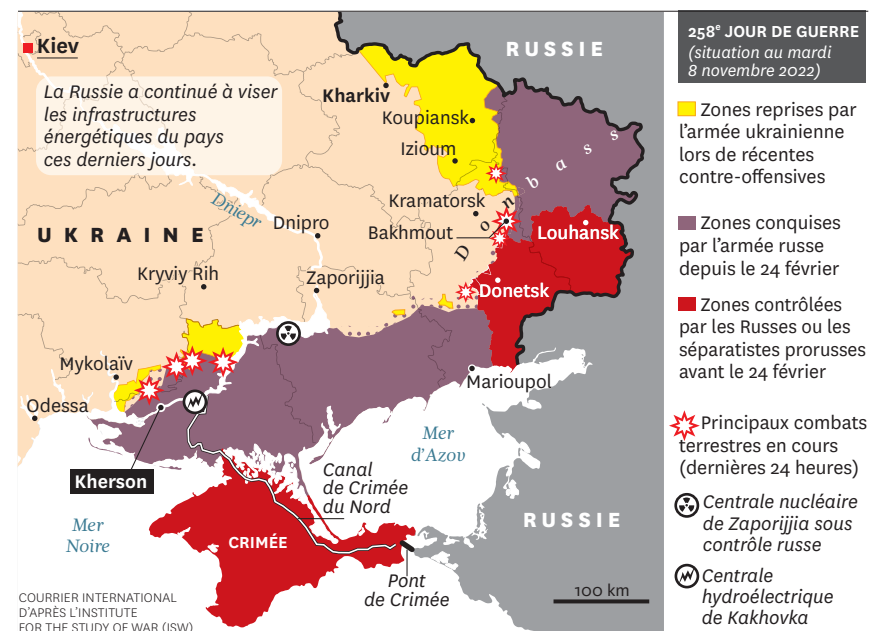 Kiev
La Russie a continué à viser
les infrastructures
énergétiques du pays
ces derniers jours.
RUSSIE
Kharkiv
Koupiansk
Izioum
Donbass
Kramatorsk
Bakhmout
Louhansk
Dniepr
Dnipro
UKRAINE
Kryviy Rih
Zaporijjia
Donetsk
Mykolaïv
Marioupol
Odessa
Kherson
Mer
d'Azov
Canal
de Crimée
du Nord
Mer
Noire
CRIMÉE
RUSSIE
Pont
de Crimée
100 km
COURRIER INTERNATIONAL
D'APRÈS L'INSTITUTE
FOR THE STUDY OF WAR (ISW)
258e JOUR DE GUERRE
(situation au mardi
8 novembre 2022)
Zones reprises par
l'armée ukrainienne
lors de récentes
contre-offensives
Zones conquises
par l'armée russe
depuis le 24 février
Zones contrôlées
par les Russes ou les
séparatistes prorusses
avant le 24 février
Principaux combats
terrestres en cours
(dernières 24 heures)
Centrale nucléaire
de Zaporijjia sous
contrôle russe
Centrale
hydroélectrique
de Kakhovka